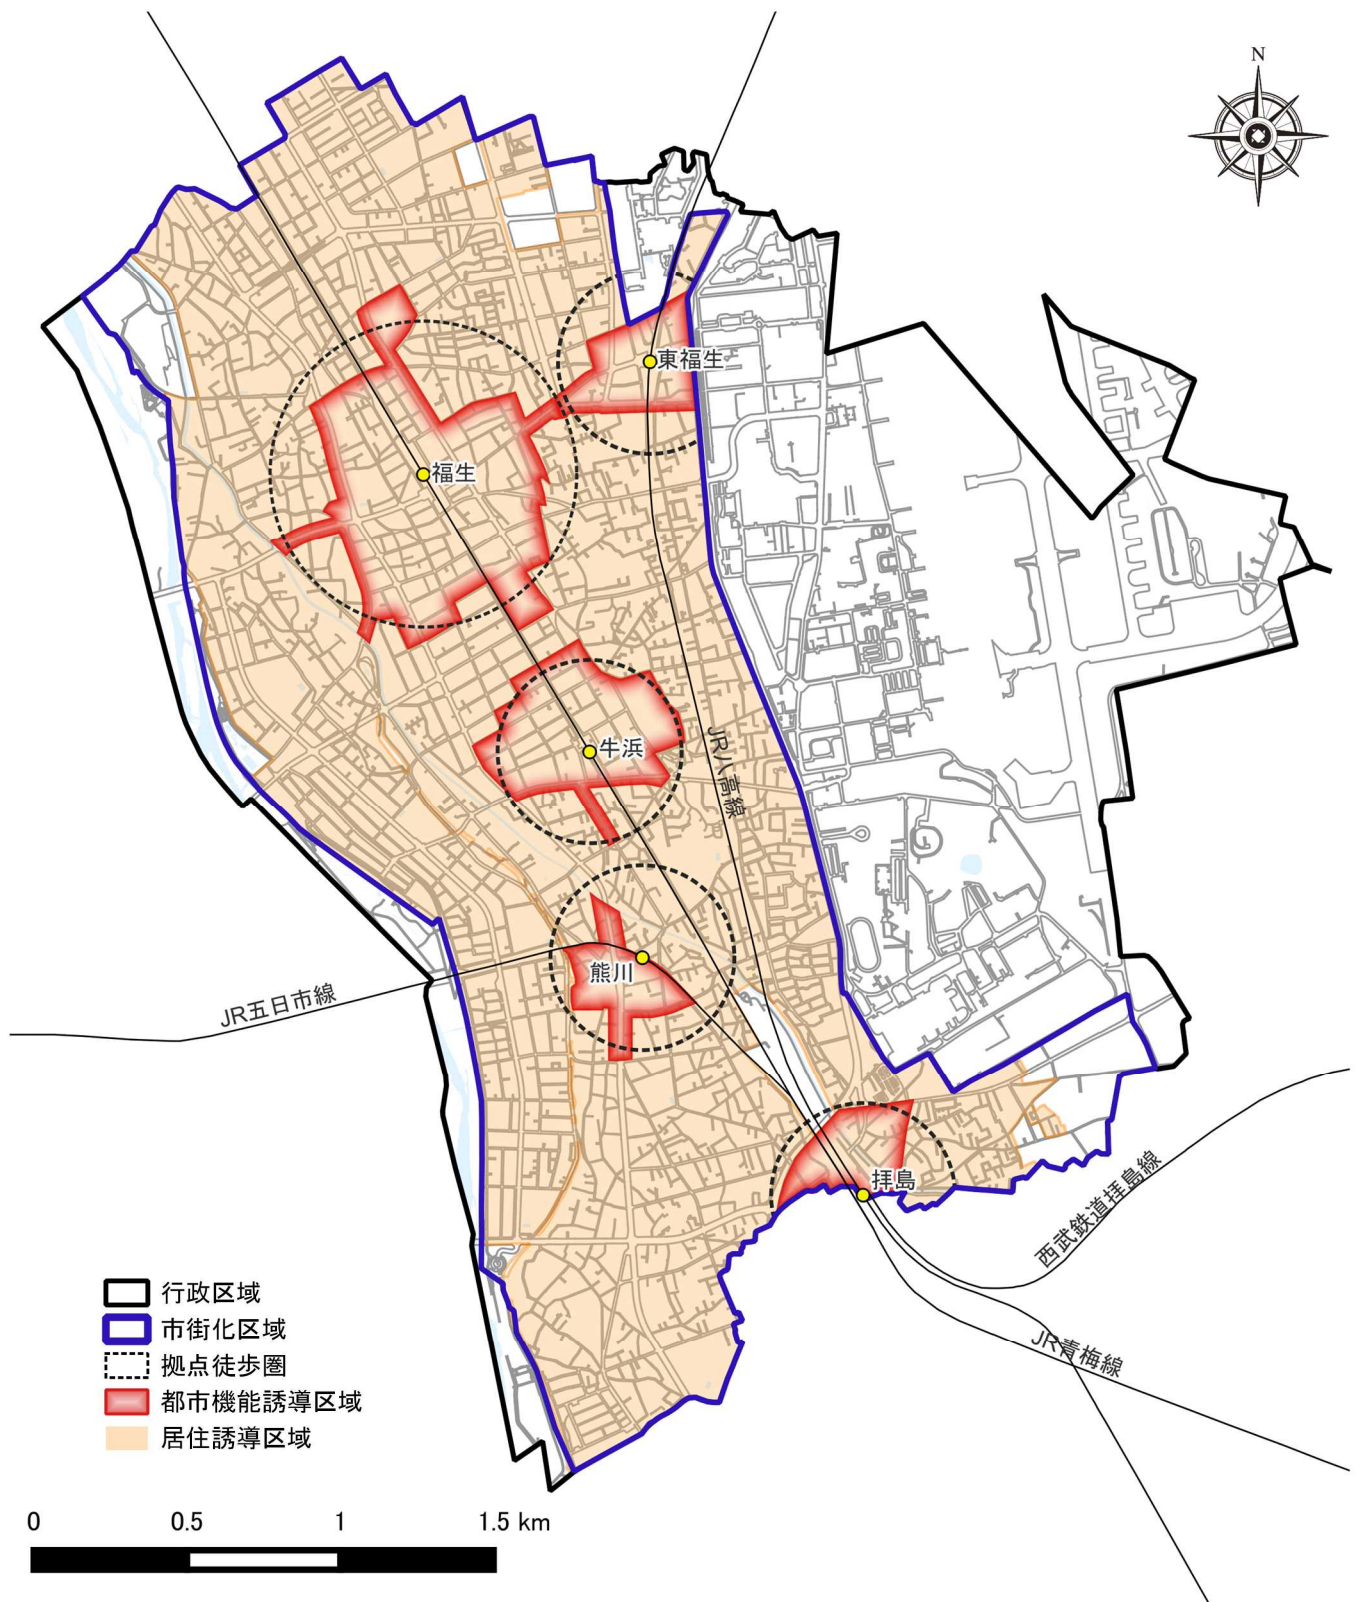 N
東福生
福生
牛浜
JR八高線
熊川
JR五日市線
拝島
西武鉄道拝島線
JR青梅線
行政区域
市街化区域
拠点徒歩圏
都市機能誘導区域
居住誘導区域
0 0.5 1 1.5 km